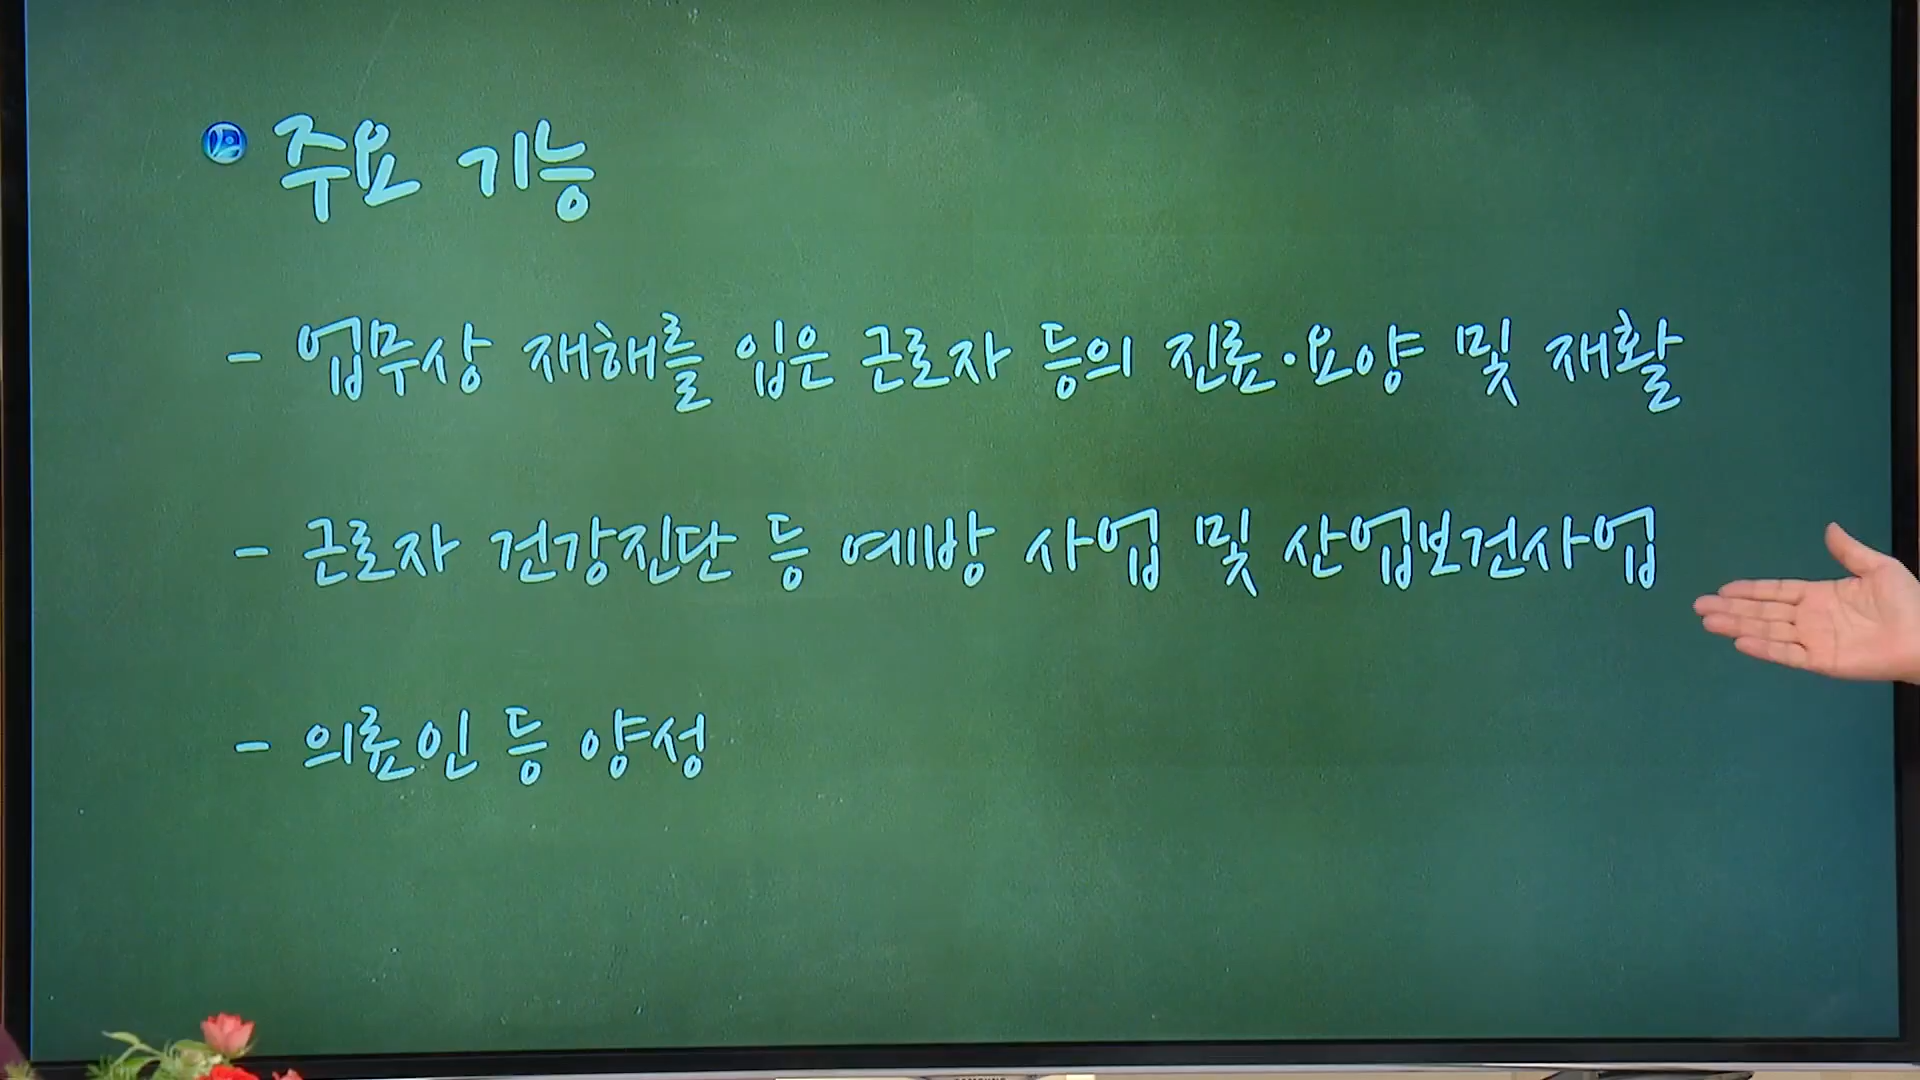 주요 기능
- 업무상 재해를 입은 근로자 등의 진료·요양 및 재활
- 근로자 건강진단 등 예방 사업 및 산업보건사업
- 의료인 등 양성
SAMSUNG